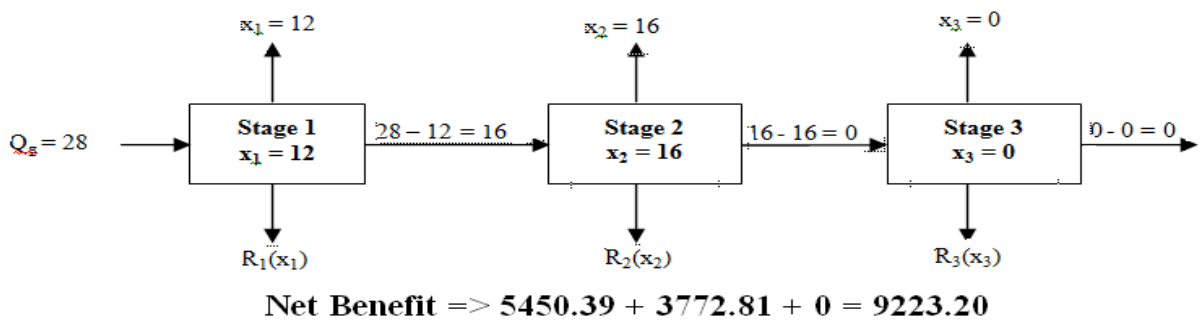 x₁ = 12
x₂ = 16
x₃ = 0
Qg = 28
Stage 1
x₁ = 12
28 – 12 = 16
Stage 2
x₂ = 16
16 - 16 = 0
Stage 3
x₃ = 0
0 - 0 = 0
R₁(x₁)
R₂(x₂)
R₃(x₃)
Net Benefit => 5450.39 + 3772.81 + 0 = 9223.20